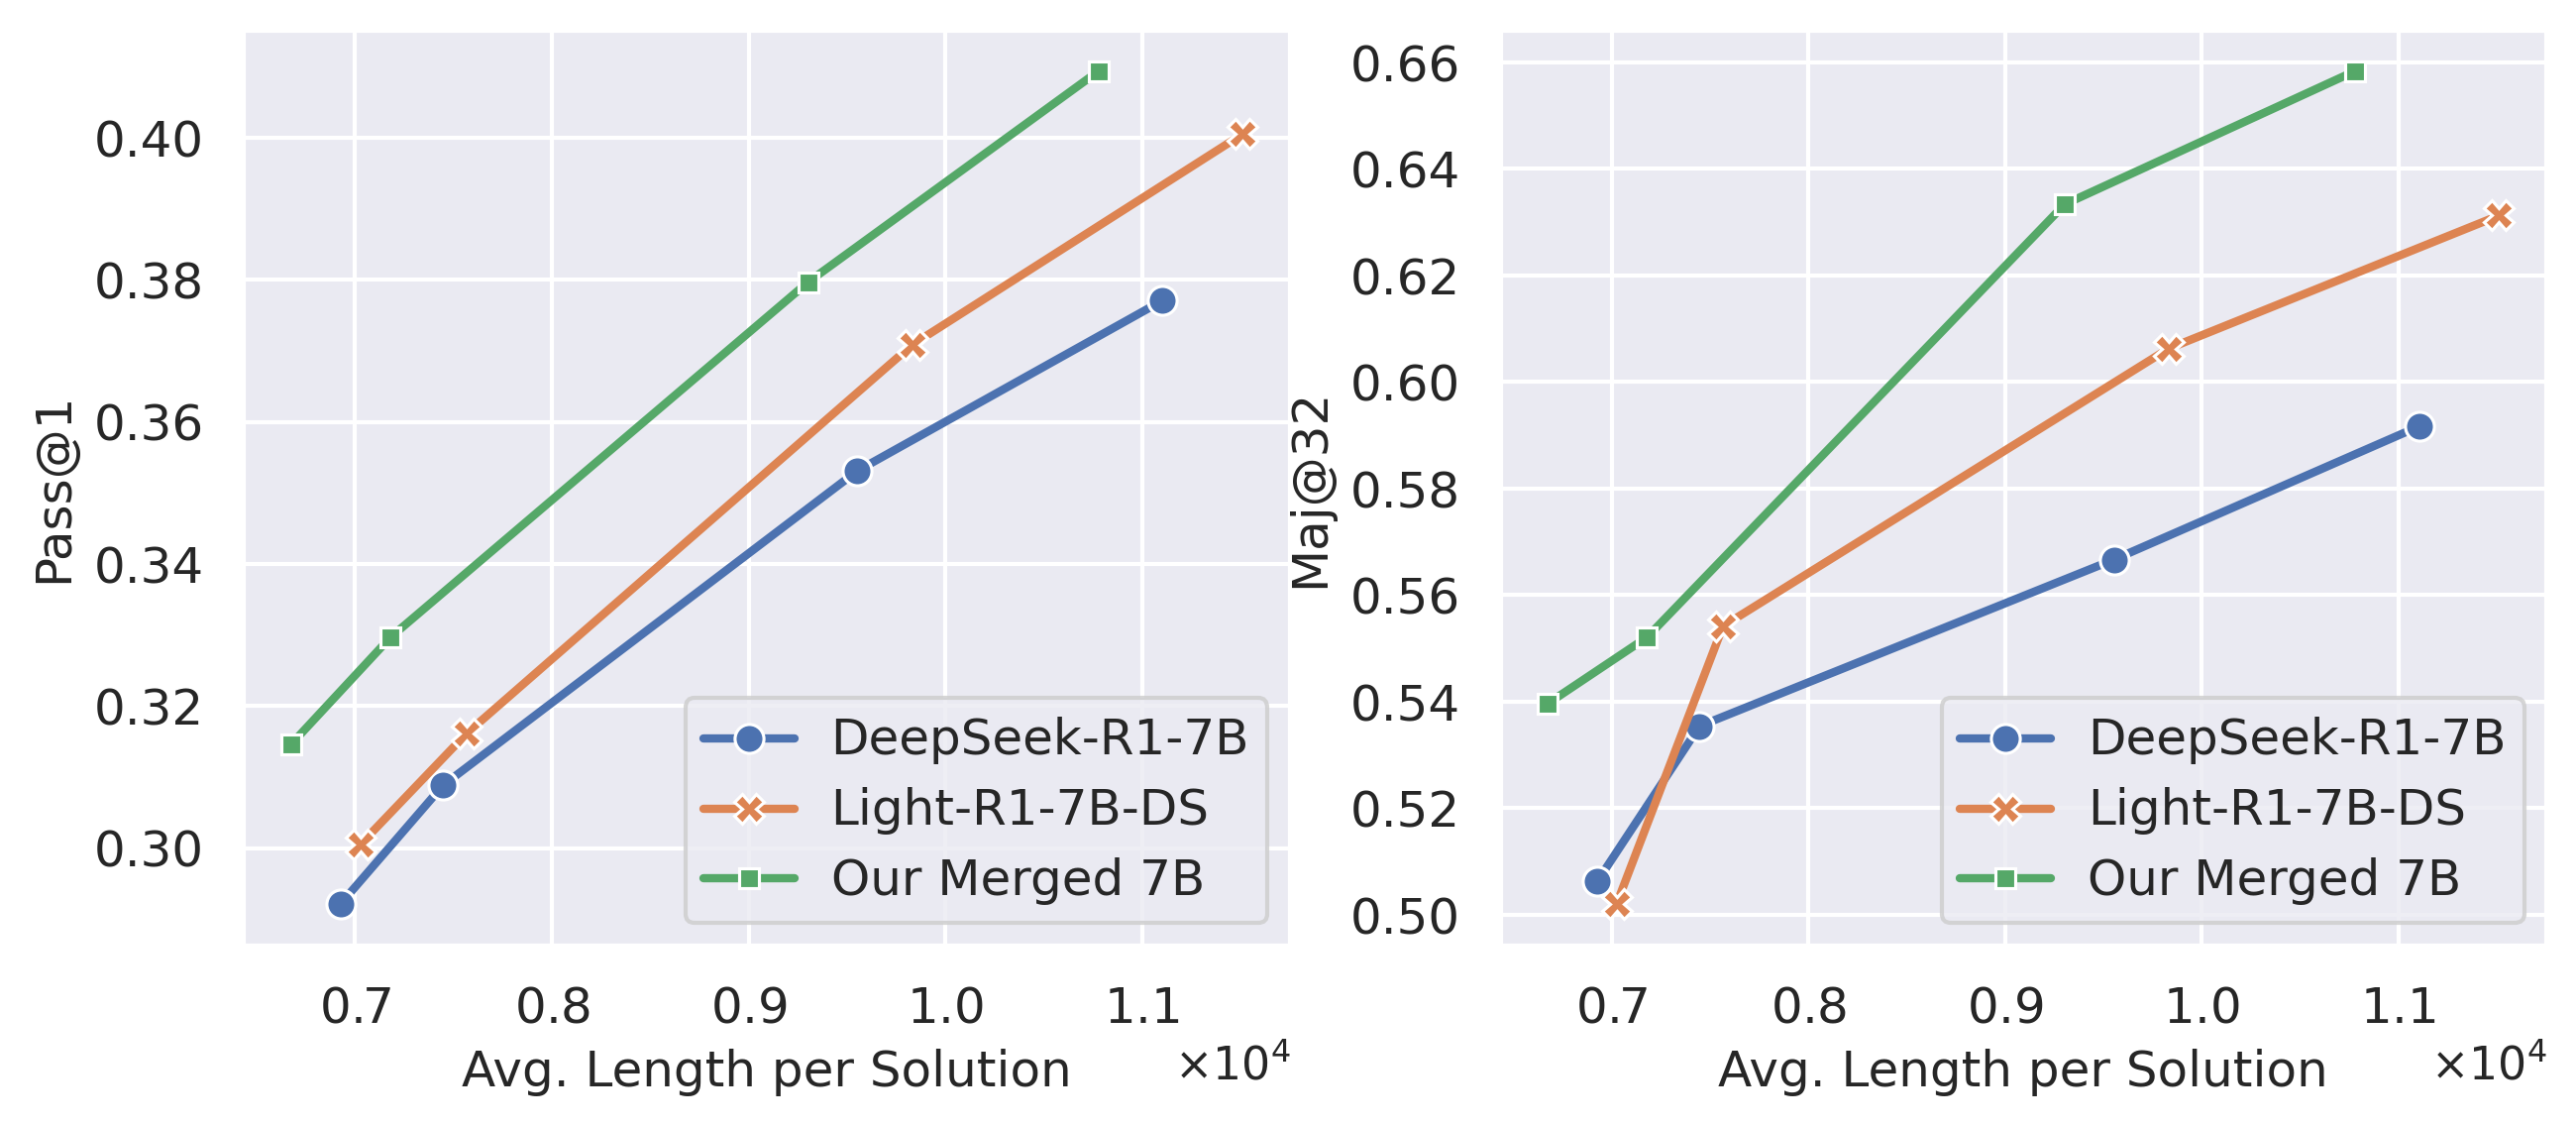 Pass@1
0.40
0.38
0.36
0.34
0.32
0.30
DeepSeek-R1-7B
Light-R1-7B-DS
Our Merged 7B
0.7 0.8 0.9 1.0 1.1
Avg. Length per Solution
×10⁴
Maj@32
0.66
0.64
0.62
0.60
0.58
0.56
0.54
0.52
0.50
DeepSeek-R1-7B
Light-R1-7B-DS
Our Merged 7B
0.7 0.8 0.9 1.0 1.1
Avg. Length per Solution
×10⁴